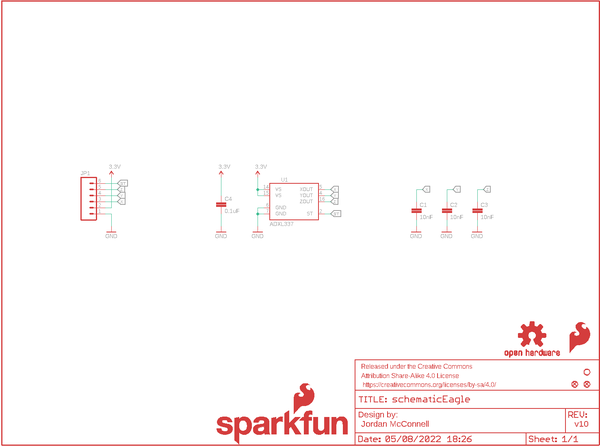 JP1
3.3V
GND
3.3V
C4
0.1uF
GND
3.3V
U1
VS
VS
GND
GND
XOUT
YOUT
ZOUT
ST
ADXL337
GND
C1
10nF
GND
C2
10nF
GND
C3
10nF
GND
open hardware
sparkfun
Released under the Creative Commons
Attribution Share-Alike 4.0 License
https://creativecommons.org/licenses/by-sa/4.0/
TITLE: schematicEagle
Design by:
Jordan McConnell
REV:
v10
Date: 05/08/2022 18:26
Sheet: 1/1